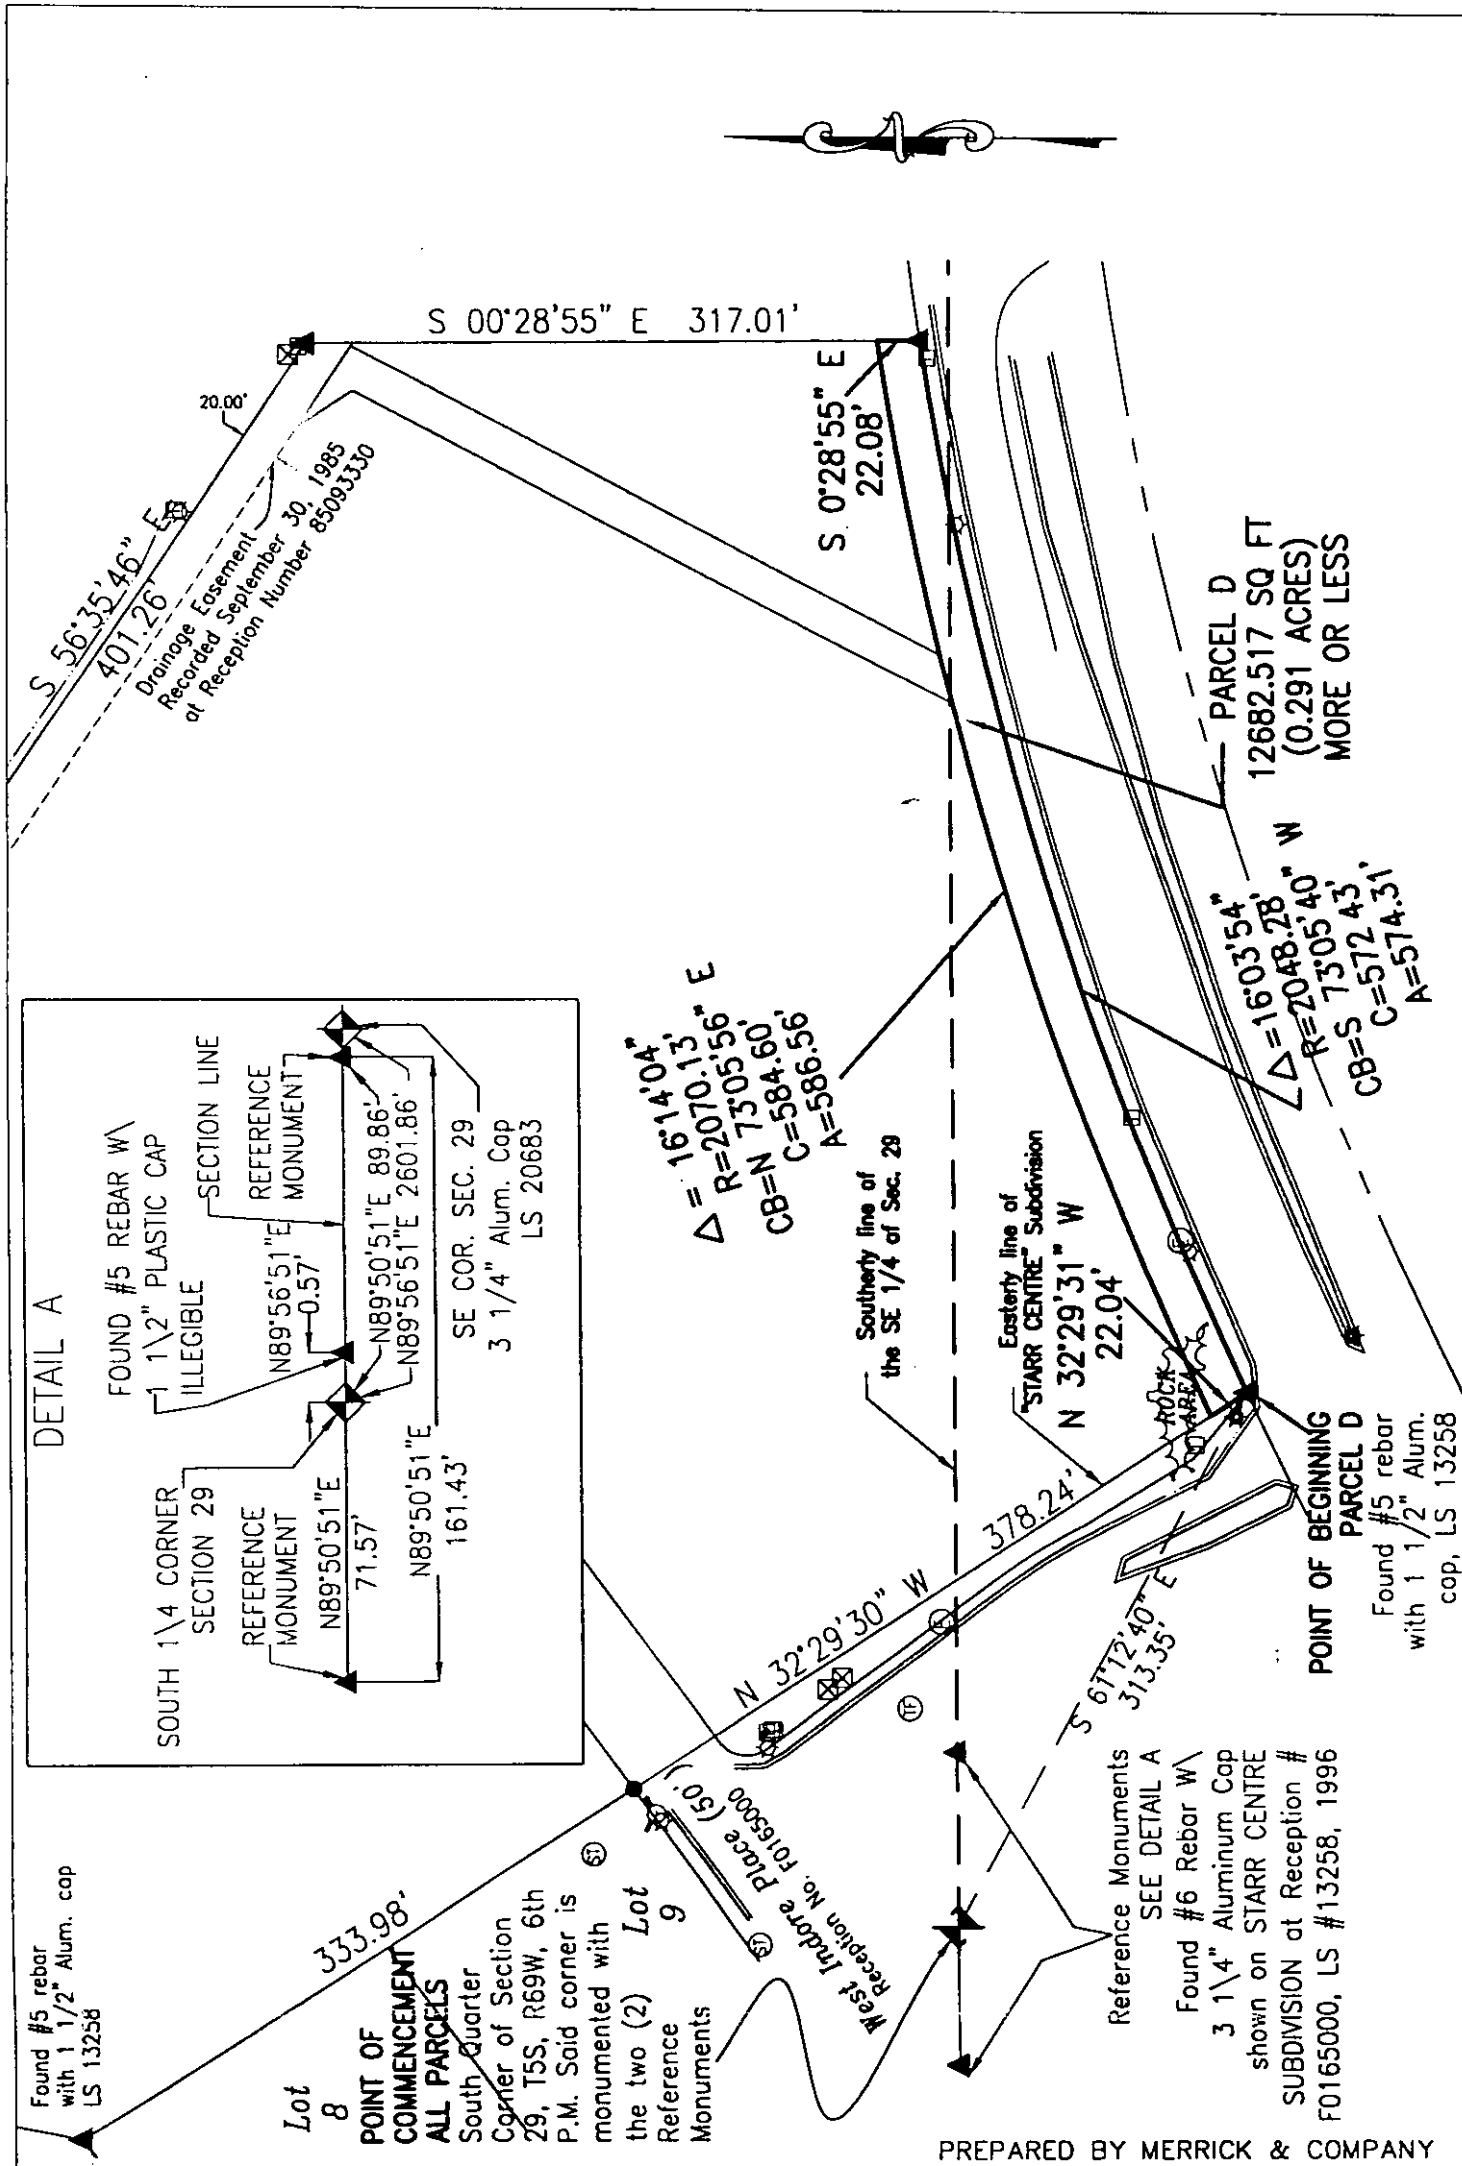 Found #5 rebar
with 1 1/2" Alum. cap
LS 13258
Lot
8
POINT OF
COMMENCEMENT
ALL PARCELS
South Quarter
Corner of Section
29, T5S, R69W, 6th
P.M. Said corner is
monumented with
the two (2)
Reference
Monuments
Lot
9
333.98'
West Indore Place (50')
Reception No. F0165000
DETAIL A
SOUTH 1\4 CORNER
SECTION 29
REFERENCE
MONUMENT
N89°50'51"E
71.57'
N89°50'51"E
161.43'
FOUND #5 REBAR W\
1 1\2" PLASTIC CAP
ILLEGIBLE
N89°56'51"E
0.57'
SECTION LINE
REFERENCE
MONUMENT
N89°50'51"E 89.86'
N89°56'51"E 2601.86'
SE COR. SEC. 29
3 1/4" Alum. Cap
LS 20683
S 56°35'46" E
401.26'
20.00'
Drainage Easement
Recorded September 30, 1985
at Reception Number 85093330
S 00°28'55" E 317.01'
S 0°28'55" E
22.08'
Δ = 16°14'04"
R=2070.13'
CB=N 73°05'56" E
C=584.60'
A=586.56'
Southerly line of
the SE 1/4 of Sec. 29
Easterly line of
"STARR CENTRE" Subdivision
N 32°29'31" W
22.04'
N 32°29'30" W
378.24'
ROCK
AREA
TF
ST
ST
S 61°12'40" E
313.35'
PARCEL D
12682.517 SQ FT
(0.291 ACRES)
MORE OR LESS
Δ=16°03'54"
R=2048.28'
CB=S 73°05'40" W
C=572.43'
A=574.31'
POINT OF BEGINNING
PARCEL D
Found #5 rebar
with 1 1/2" Alum.
cap, LS 13258
Reference Monuments
SEE DETAIL A
Found #6 Rebar W\
3 1\4" Aluminum Cap
shown on STARR CENTRE
SUBDIVISION at Reception #
F0165000, LS #13258, 1996
PREPARED BY MERRICK & COMPANY